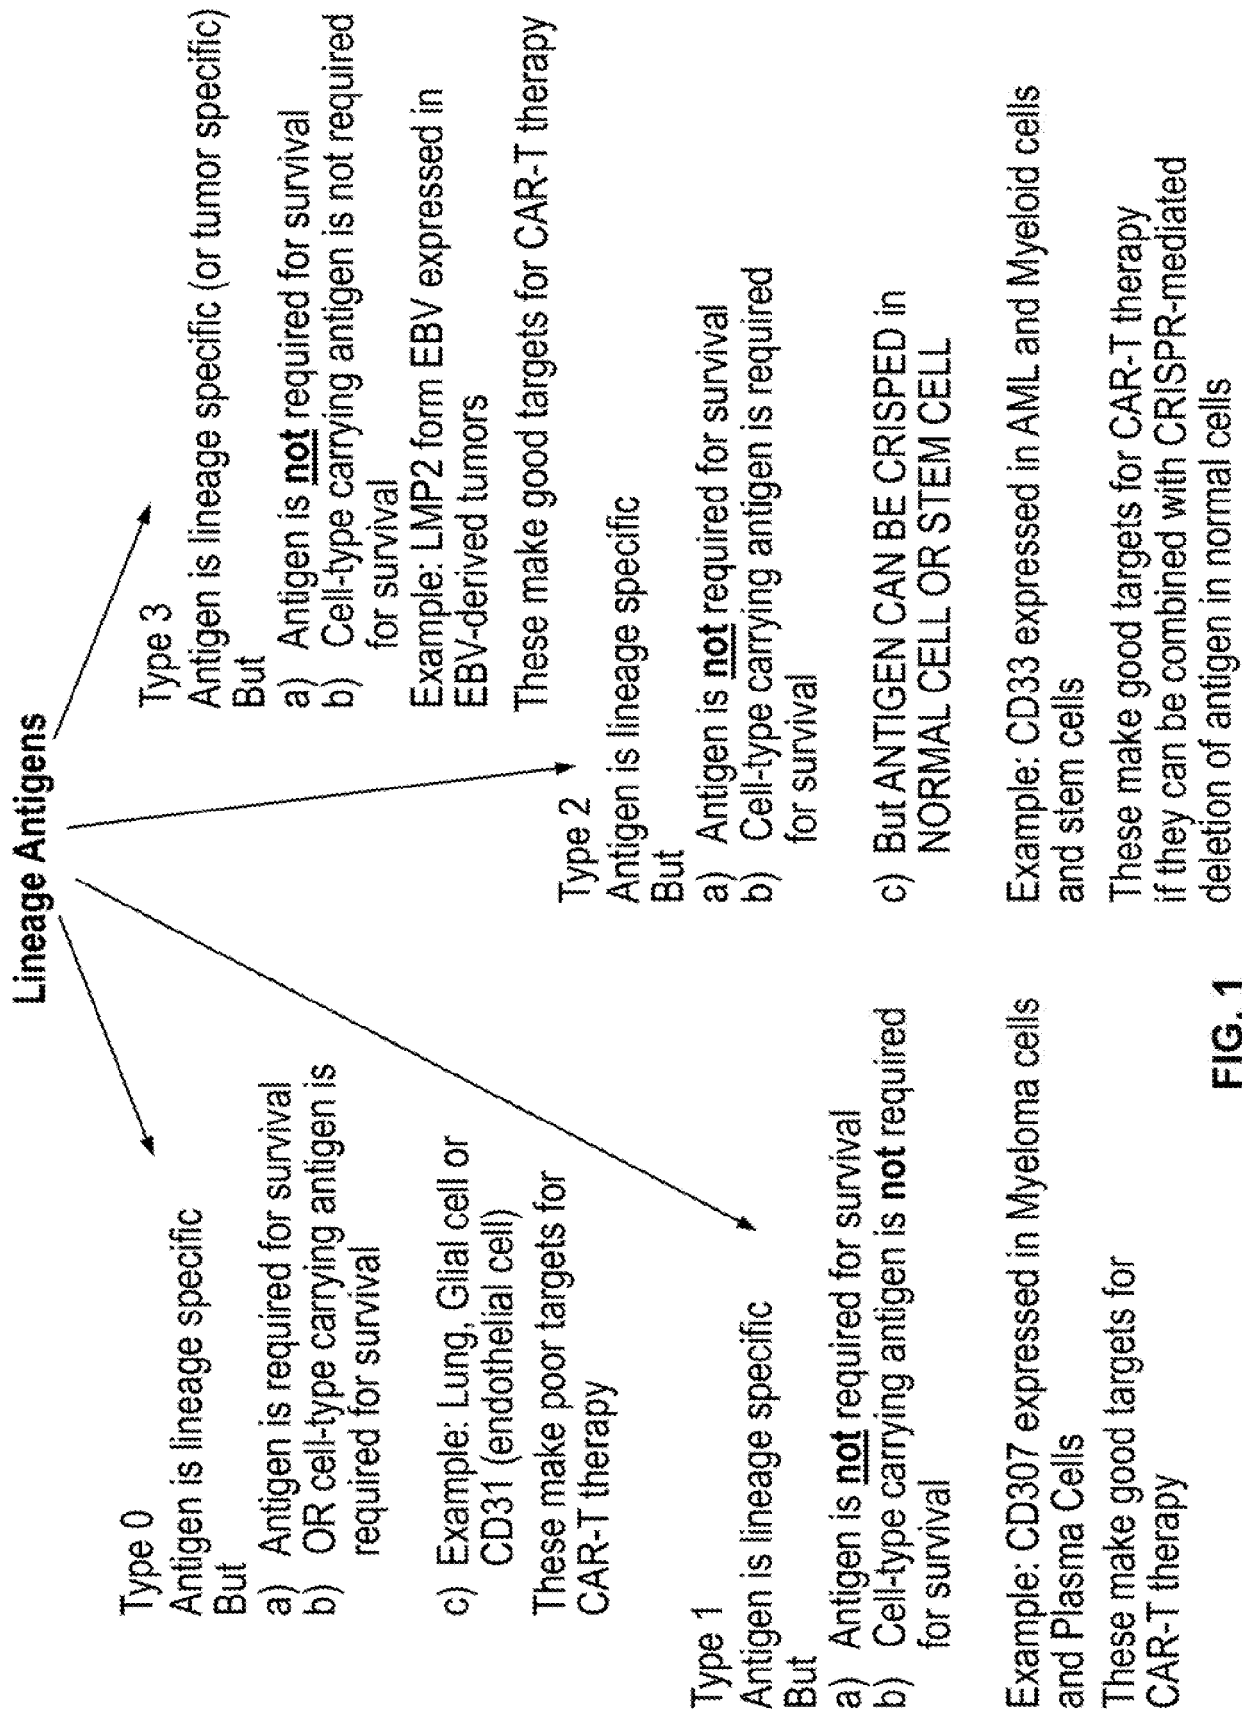 Lineage Antigens
Type 0
Antigen is lineage specific
But
a) Antigen is required for survival
b) OR cell-type carrying antigen is
required for survival
c) Example: Lung, Glial cell or
CD31 (endothelial cell)
These make poor targets for
CAR-T therapy
Type 3
Antigen is lineage specific (or tumor specific)
But
a) Antigen is not required for survival
b) Cell-type carrying antigen is not required
for survival
Example: LMP2 form EBV expressed in
EBV-derived tumors
These make good targets for CAR-T therapy
Type 1
Antigen is lineage specific
But
a) Antigen is not required for survival
b) Cell-type carrying antigen is not required
for survival
Example: CD307 expressed in Myeloma cells
and Plasma Cells
These make good targets for
CAR-T therapy
Type 2
Antigen is lineage specific
But
a) Antigen is not required for survival
b) Cell-type carrying antigen is required
for survival
c) But ANTIGEN CAN BE CRISPED in
NORMAL CELL OR STEM CELL
Example: CD33 expressed in AML and Myeloid cells
and stem cells
These make good targets for CAR-T therapy
if they can be combined with CRISPR-mediated
deletion of antigen in normal cells
FIG. 1